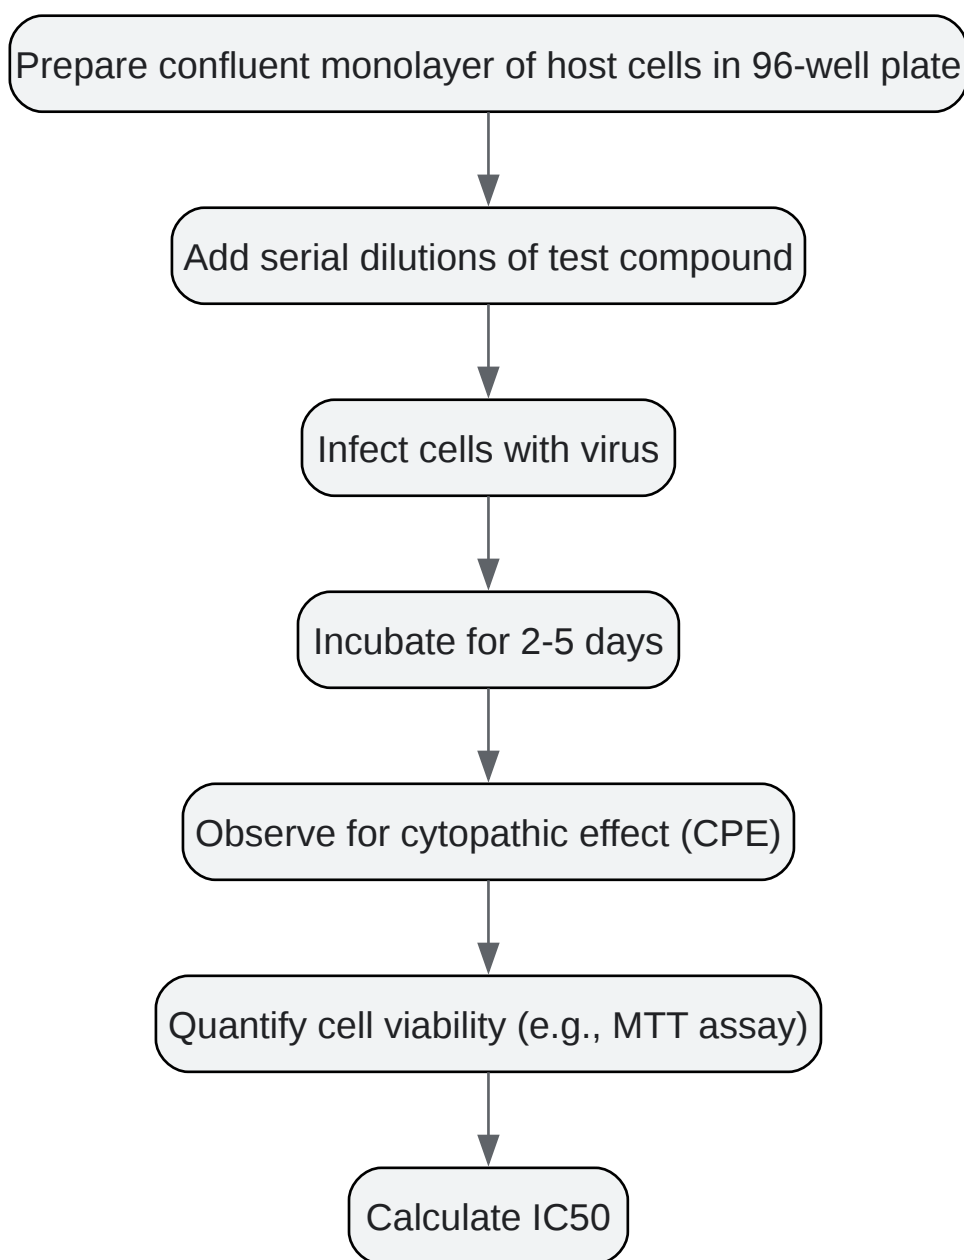 Prepare confluent monolayer of host cells in 96-well plate
Add serial dilutions of test compound
Infect cells with virus
Incubate for 2-5 days
Observe for cytopathic effect (CPE)
Quantify cell viability (e.g., MTT assay)
Calculate IC50